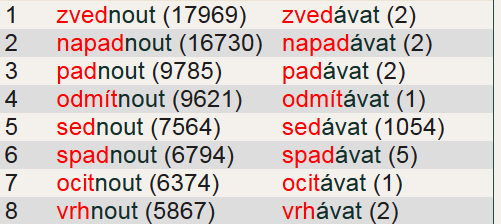 1 zvednout (17969) zvedávat (2)
2 napadnout (16730) napadávat (2)
3 padnout (9785) padávat (2)
4 odmítnout (9621) odmítávat (1)
5 sednout (7564) sedávat (1054)
6 spadnout (6794) spadávat (5)
7 ocitnout (6374) ocitávat (1)
8 vrhnout (5867) vrhávat (2)